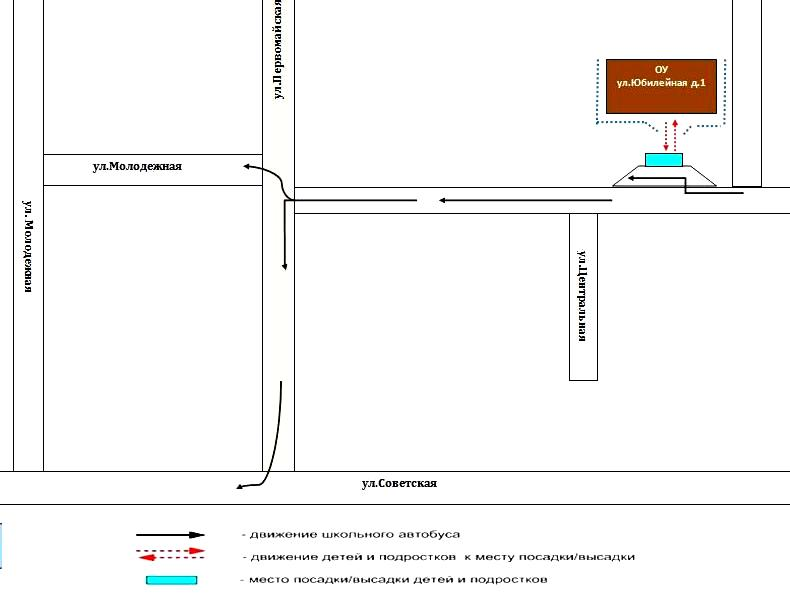 ул.Первомайская
ОУ
ул.Юбилейная д.1
ул.Молодежная
ул.Молодежная
ул.Центральная
ул.Советская
- движение школьного автобуса
- движение детей и подростков к месту посадки/высадки
- место посадки/высадки детей и подростков